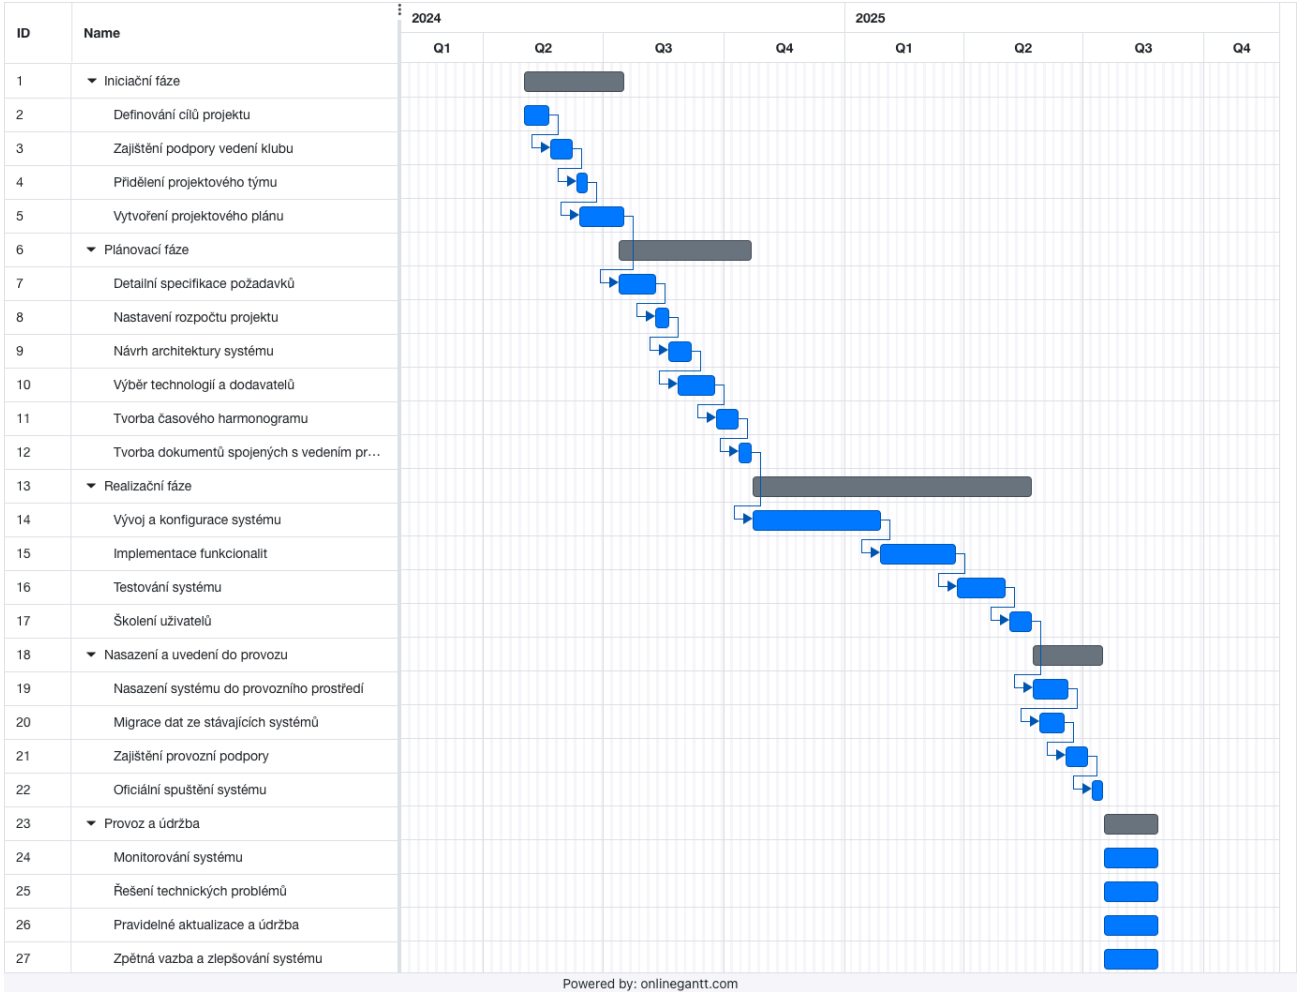 ID Name 2024 2025
Q1 Q2 Q3 Q4 Q1 Q2 Q3 Q4
1 Iniciační fáze
2 Definování cílů projektu
3 Zajištění podpory vedení klubu
4 Přidělení projektového týmu
5 Vytvoření projektového plánu
6 Plánovací fáze
7 Detailní specifikace požadavků
8 Nastavení rozpočtu projektu
9 Návrh architektury systému
10 Výběr technologií a dodavatelů
11 Tvorba časového harmonogramu
12 Tvorba dokumentů spojených s vedením pr...
13 Realizační fáze
14 Vývoj a konfigurace systému
15 Implementace funkcionalit
16 Testování systému
17 Školení uživatelů
18 Nasazení a uvedení do provozu
19 Nasazení systému do provozního prostředí
20 Migrace dat ze stávajících systémů
21 Zajištění provozní podpory
22 Oficiální spuštění systému
23 Provoz a údržba
24 Monitorování systému
25 Řešení technických problémů
26 Pravidelné aktualizace a údržba
27 Zpětná vazba a zlepšování systému
Powered by: onlinegantt.com